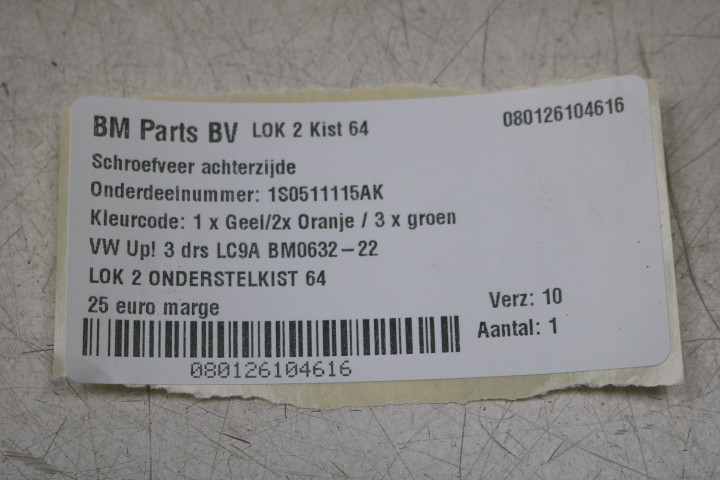 BM Parts BV LOK 2 Kist 64 080126104616
Schroefveer achterzijde
Onderdeelnummer: 1S0511115AK
Kleurcode: 1 x Geel/2x Oranje / 3 x groen
VW Up! 3 drs LC9A BM0632-22
LOK 2 ONDERSTELKIST 64
25 euro marge Verz: 10
Aantal: 1
080126104616